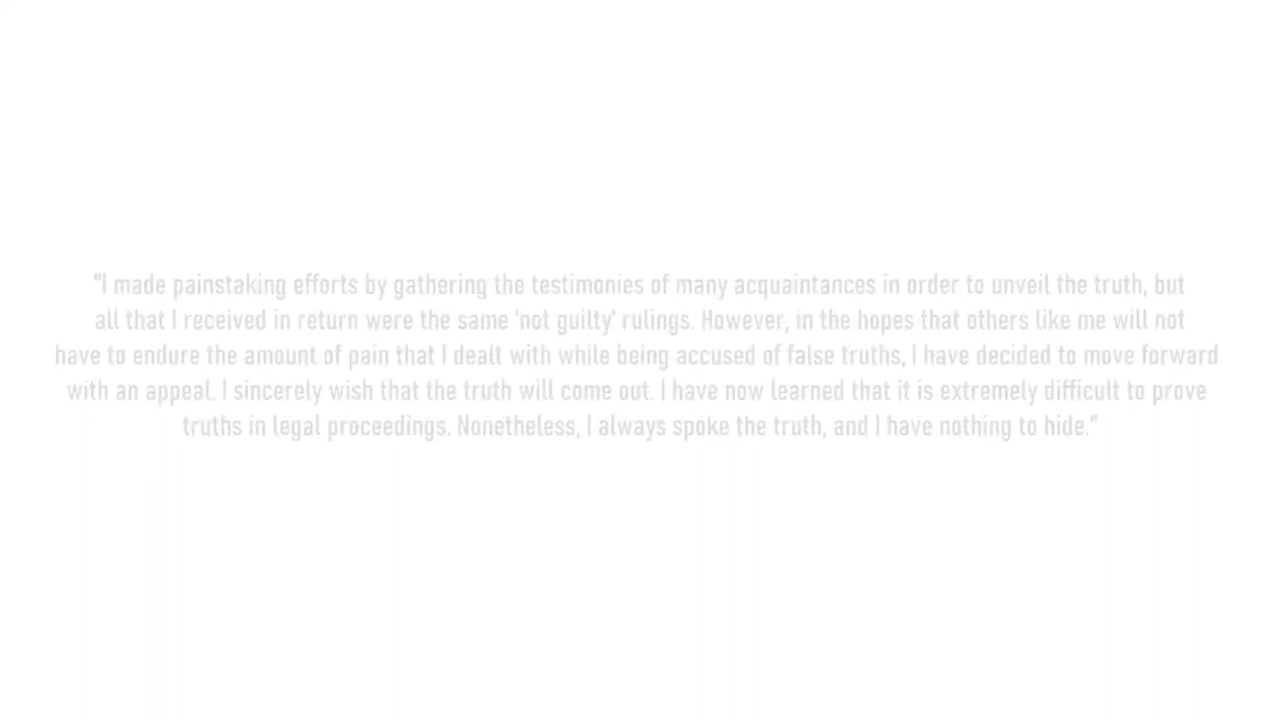 "I made painstaking efforts by gathering the testimonies of many acquaintances in order to unveil the truth, but
all that I received in return were the same 'not guilty' rulings. However, in the hopes that others like me will not
have to endure the amount of pain that I dealt with while being accused of false truths, I have decided to move forward
with an appeal. I sincerely wish that the truth will come out. I have now learned that it is extremely difficult to prove
truths in legal proceedings. Nonetheless, I always spoke the truth, and I have nothing to hide."